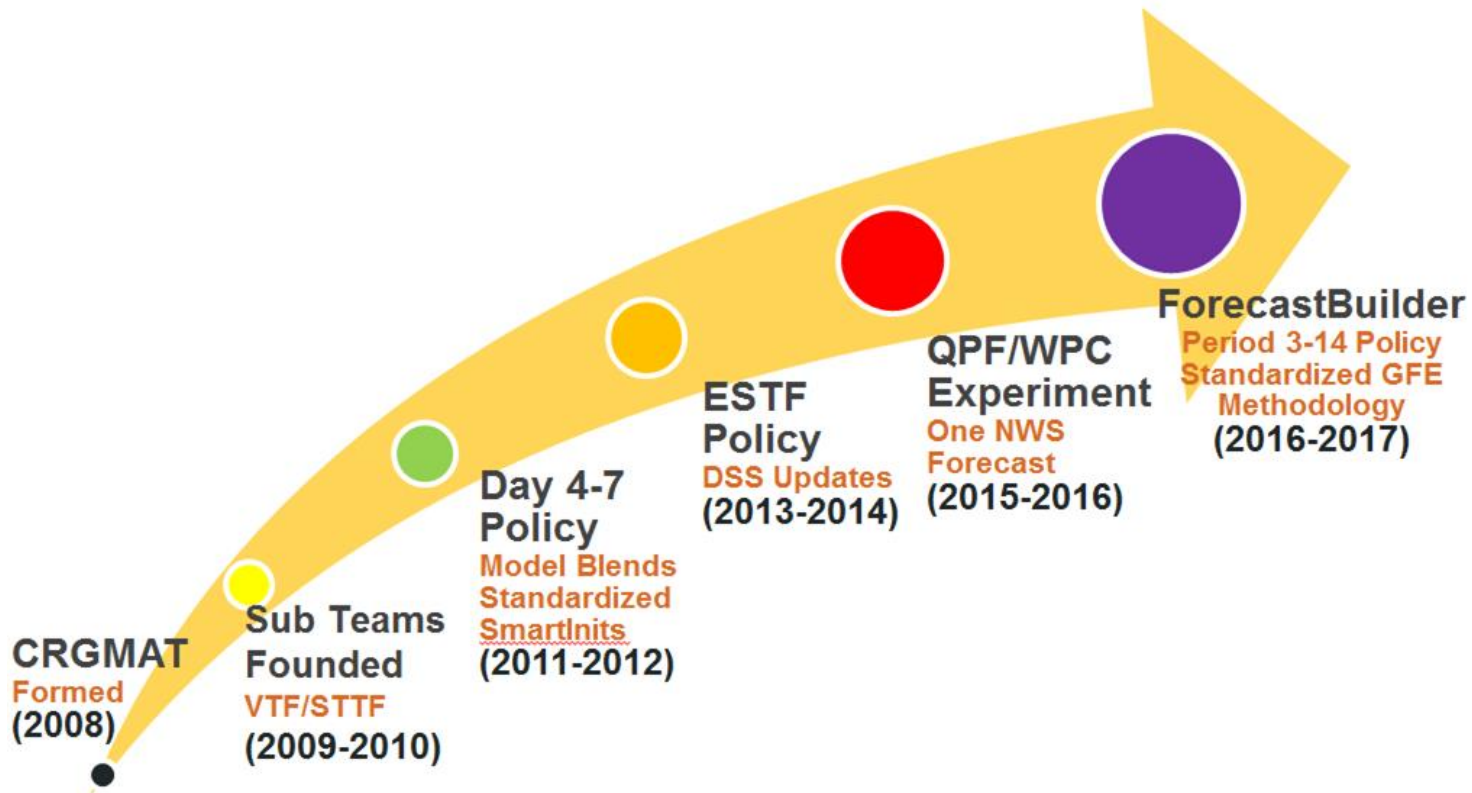 CRGMAT
Formed
(2008)
Sub Teams
Founded
VTF/STTF
(2009-2010)
Day 4-7
Policy
Model Blends
Standardized
SmartInits
(2011-2012)
ESTF
Policy
DSS Updates
(2013-2014)
QPF/WPC
Experiment
One NWS
Forecast
(2015-2016)
ForecastBuilder
Period 3-14 Policy
Standardized GFE
Methodology
(2016-2017)